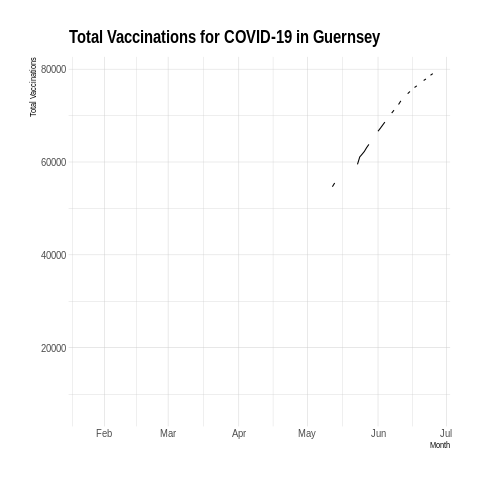 Total Vaccinations for COVID-19 in Guernsey
Total Vaccinations
80000
60000
40000
20000
Feb Mar Apr May Jun Jul
Month